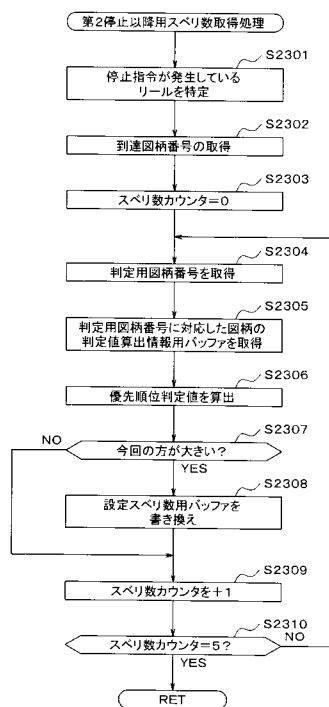 第2停止以降用スベリ数取得処理
S2301
停止指令が発生している
リールを特定
S2302
到達図柄番号の取得
S2303
スベリ数カウンター=0
S2304
判定用図柄番号を取得
S2305
判定用図柄番号に対応した図柄の
判定値算出情報用バッファを取得
S2306
優先順位判定値を算出
S2307
NO
今回の方が大きい?
YES
S2308
設定スベリ数用バッファを
書き換え
S2309
スベリ数カウンタを+1
S2310
スベリ数カウンター=5?
NO
YES
RET